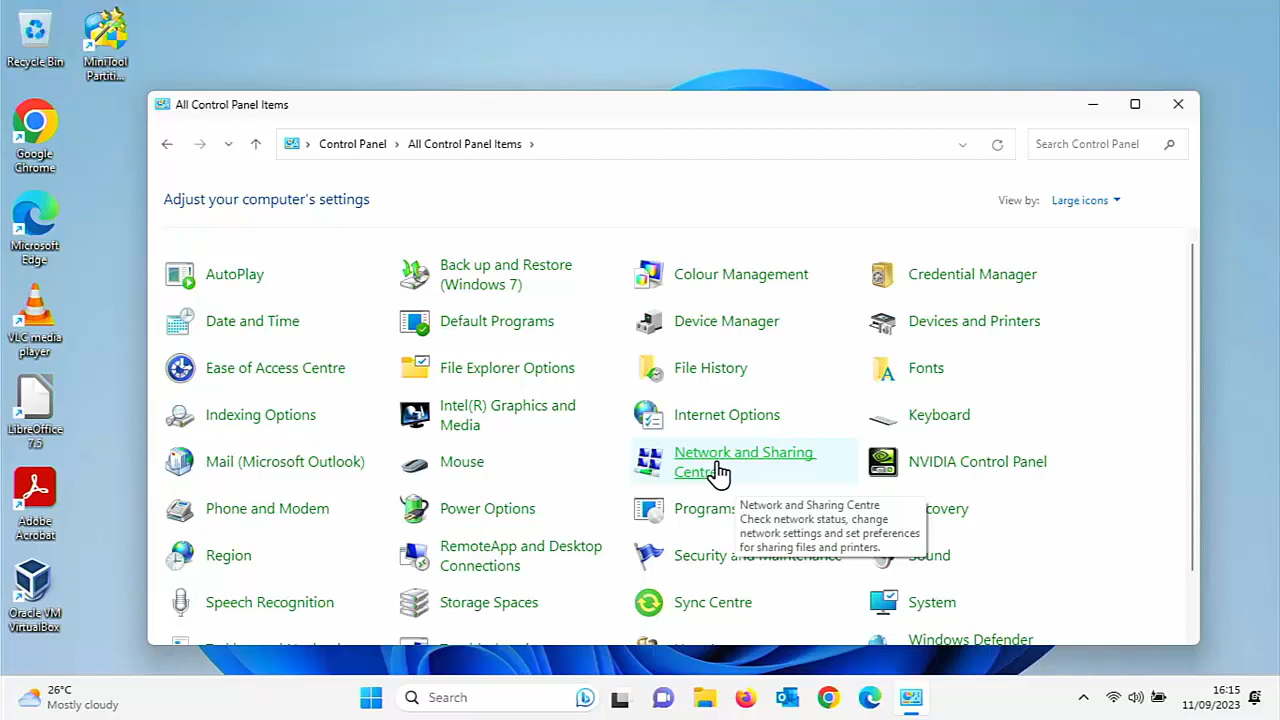 Recycle Bin
MiniTool
Partiti...
Google
Chrome
Microsoft
Edge
VLC media
player
LibreOffice
7.5
Adobe
Acrobat
Oracle VM
VirtualBox
All Control Panel Items
Control Panel
All Control Panel Items
Search Control Panel
Adjust your computer's settings
View by:
Large icons
AutoPlay
Back up and Restore
(Windows 7)
Colour Management
Credential Manager
Date and Time
Default Programs
Device Manager
Devices and Printers
Ease of Access Centre
File Explorer Options
File History
Fonts
Indexing Options
Intel(R) Graphics and
Media
Internet Options
Keyboard
Mail (Microsoft Outlook)
Mouse
Network and Sharing
Centre
NVIDIA Control Panel
Phone and Modem
Power Options
Programs
Network and Sharing Centre
Check network status, change
network settings and set preferences
for sharing files and printers.
Region
RemoteApp and Desktop
Connections
Security and Maintenance
Sound
Speech Recognition
Storage Spaces
Sync Centre
System
Windows Defender
26°C
Mostly cloudy
Search
16:15
11/09/2023